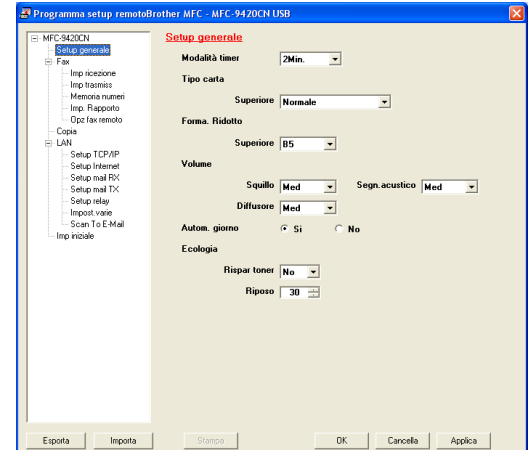 Programma setup remotoBrother MFC - MFC-9420CN USB
MFC-9420CN
Setup generale
Fax
Imp ricezione
Imp trasmiss
Memoria numeri
Imp. Rapporto
Opz fax remoto
Copia
LAN
Setup TCP/IP
Setup Internet
Setup mail RX
Setup mail TX
Setup relay
Impost.varie
Scan To E-Mail
Imp iniziale
Setup generale
Modalità timer 2Min.
Tipo carta
Superiore Normale
Forma. Ridotto
Superiore B5
Volume
Squillo Med Segn.acustico Med
Diffusore Med
Autom. giorno Si No
Ecologia
Rispar toner No
Riposo 30
Esporta Importa Stampa OK Cancella Applica